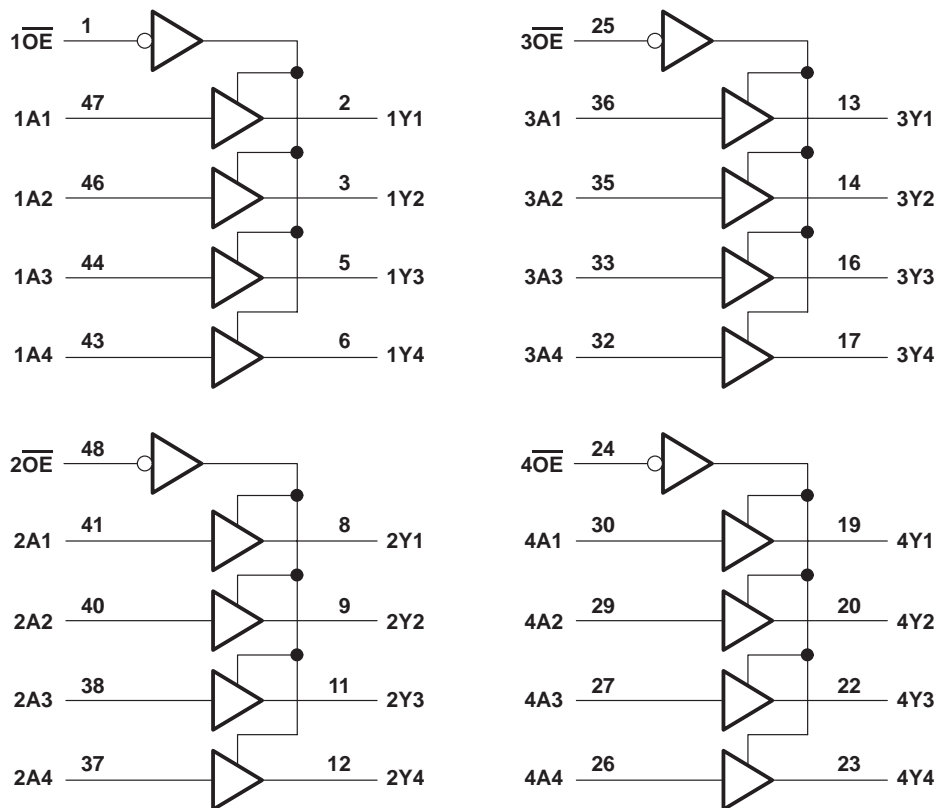 1OE 1
1A1 47 2 1Y1
1A2 46 3 1Y2
1A3 44 5 1Y3
1A4 43 6 1Y4
3OE 25
3A1 36 13 3Y1
3A2 35 14 3Y2
3A3 33 16 3Y3
3A4 32 17 3Y4
2OE 48
2A1 41 8 2Y1
2A2 40 9 2Y2
2A3 38 11 2Y3
2A4 37 12 2Y4
4OE 24
4A1 30 19 4Y1
4A2 29 20 4Y2
4A3 27 22 4Y3
4A4 26 23 4Y4